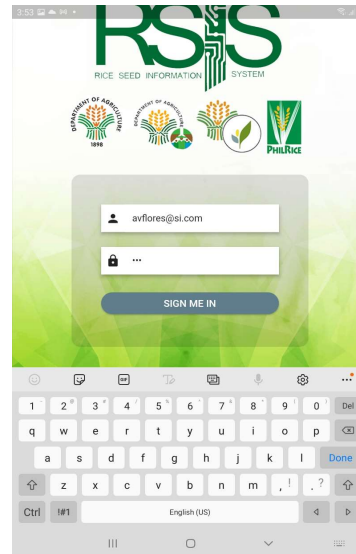 3:53
RSIS
RICE SEED INFORMATION SYSTEM
DEPARTMENT OF AGRICULTURE
1898
DEPARTMENT OF AGRICULTURE
PHILRICE
avflores@si.com
•••
SIGN ME IN
GIF
1 2 @ 3 # 4 / 5 % 6 ^ 7 & 8 * 9 ( 0 ) Del
q w e r t y u i o p
a s d f g h j k l Done
z x c v b n m , ! . ?
Ctrl !#1 English (US)